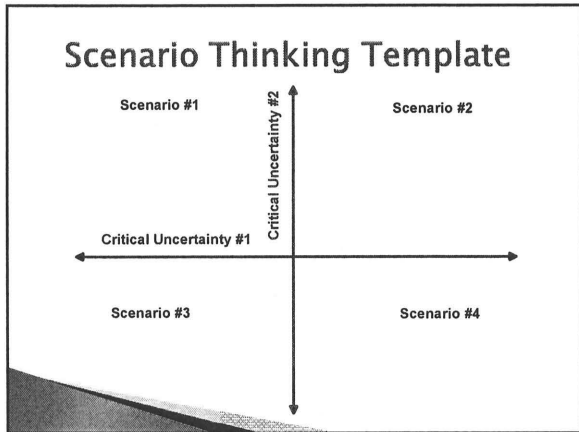 Scenario Thinking Template
Scenario #1
Scenario #2
Critical Uncertainty #2
Critical Uncertainty #1
Scenario #3
Scenario #4